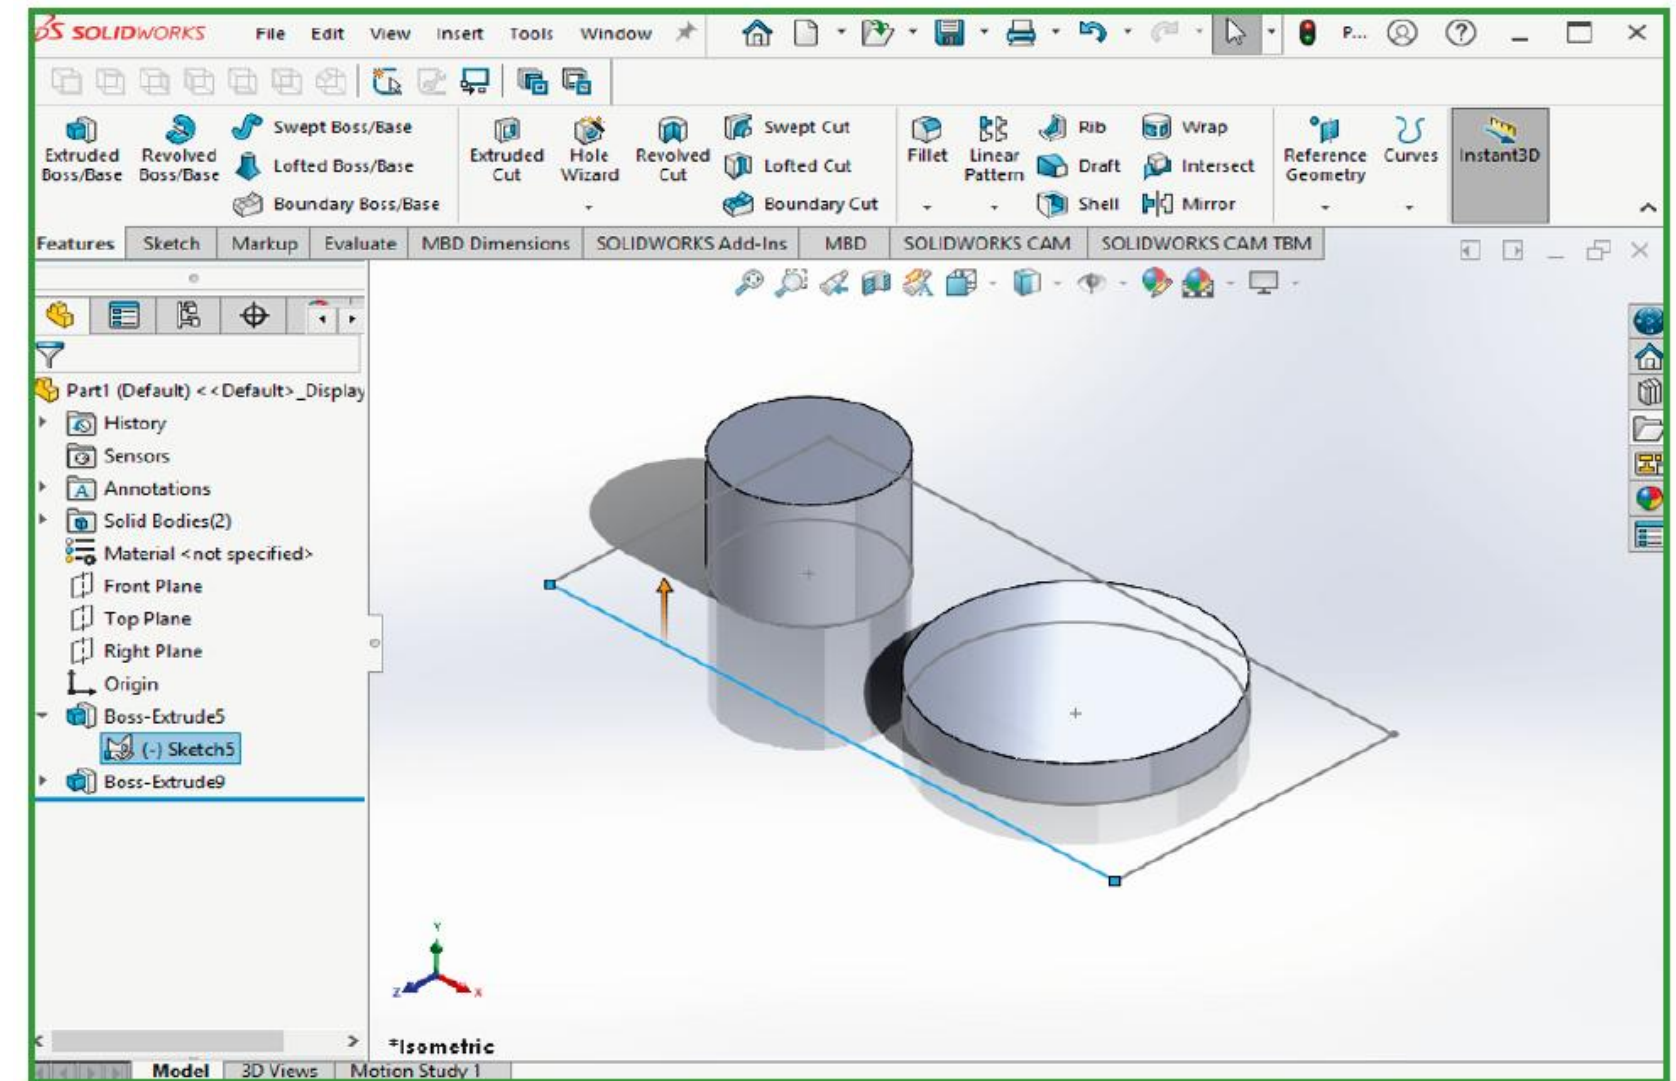 SOLIDWORKS File Edit View Insert Tools Window P...
Extruded Boss/Base
Revolved Boss/Base
Swept Boss/Base
Lofted Boss/Base
Boundary Boss/Base
Extruded Cut
Hole Wizard
Revolved Cut
Swept Cut
Lofted Cut
Boundary Cut
Fillet
Linear Pattern
Rib
Draft
Shell
Wrap
Intersect
Mirror
Reference Geometry
Curves
Instant3D
Features Sketch Markup Evaluate MBD Dimensions SOLIDWORKS Add-Ins MBD SOLIDWORKS CAM SOLIDWORKS CAM TBM
Part1 (Default) <<Default>_Display
History
Sensors
A Annotations
Solid Bodies(2)
Material <not specified>
Front Plane
Top Plane
Right Plane
Origin
Boss-Extrude5
(-) Sketch5
Boss-Extrude9
Y
Z X
*Isometric
Model 3D Views Motion Study 1